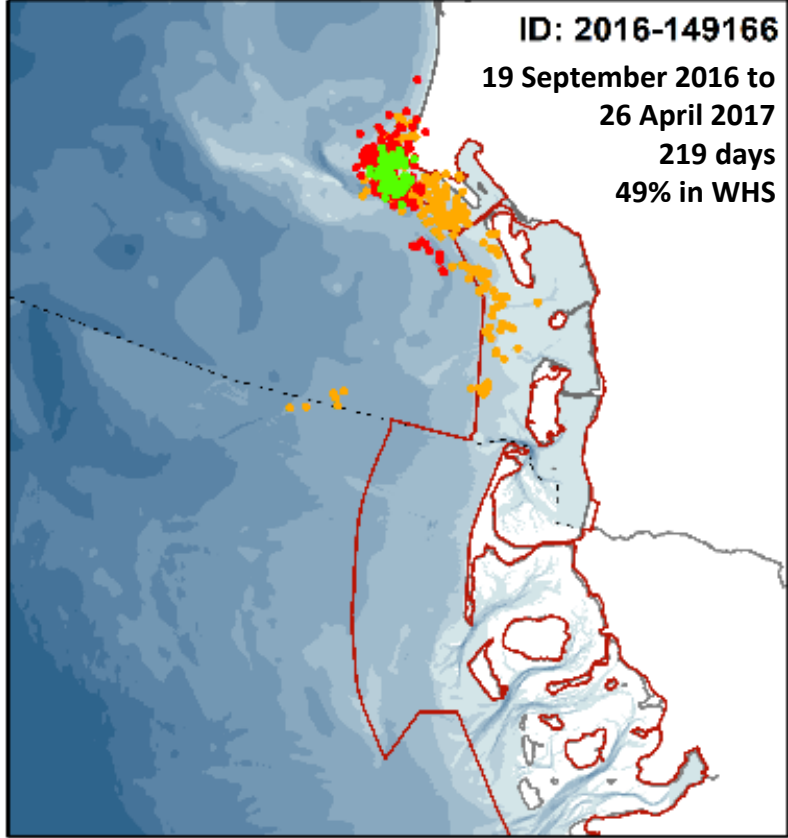 ID: 2016-149166
19 September 2016 to
26 April 2017
219 days
49% in WHS